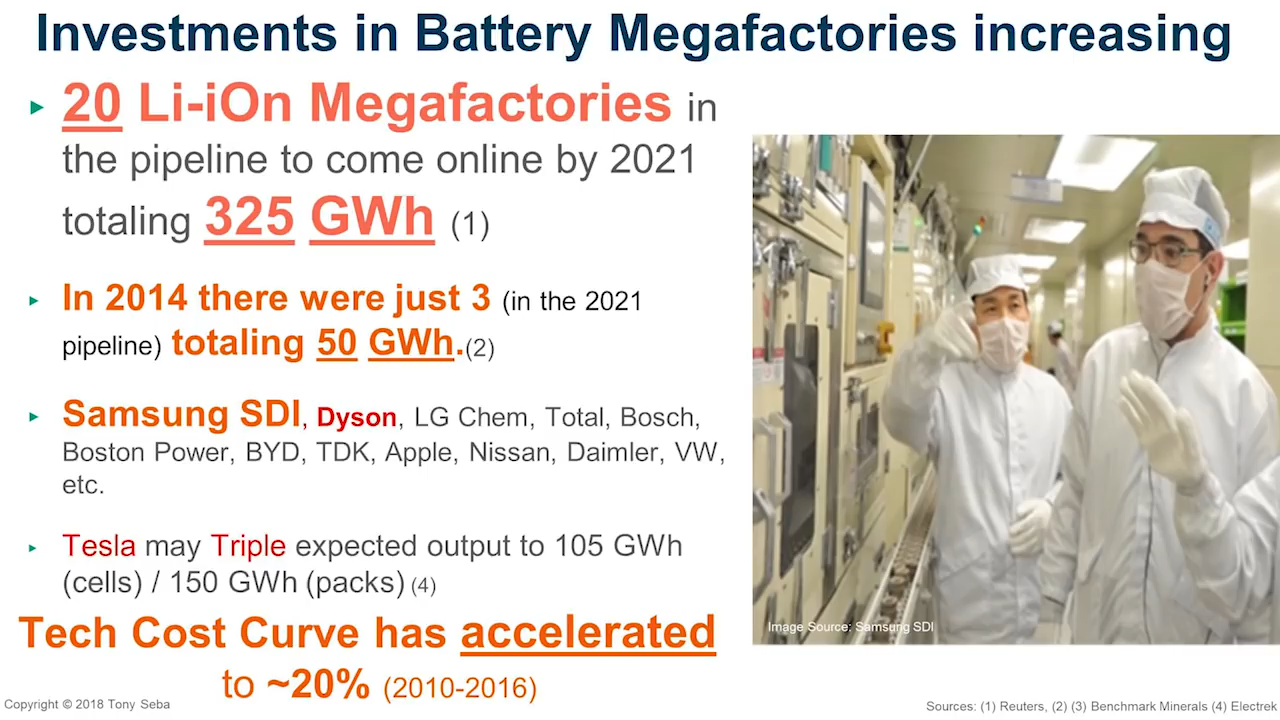 Investments in Battery Megafactories increasing
▸ 20 Li-iOn Megafactories in
the pipeline to come online by 2021
totaling 325 GWh (1)
▸ In 2014 there were just 3 (in the 2021
pipeline) totaling 50 GWh.(2)
▸ Samsung SDI, Dyson, LG Chem, Total, Bosch,
Boston Power, BYD, TDK, Apple, Nissan, Daimler, VW,
etc.
▸ Tesla may Triple expected output to 105 GWh
(cells) / 150 GWh (packs) (4)
Tech Cost Curve has accelerated
to ~20% (2010-2016)
Image Source: Samsung SDI
Copyright © 2018 Tony Seba
Sources: (1) Reuters, (2) (3) Benchmark Minerals (4) Electrek